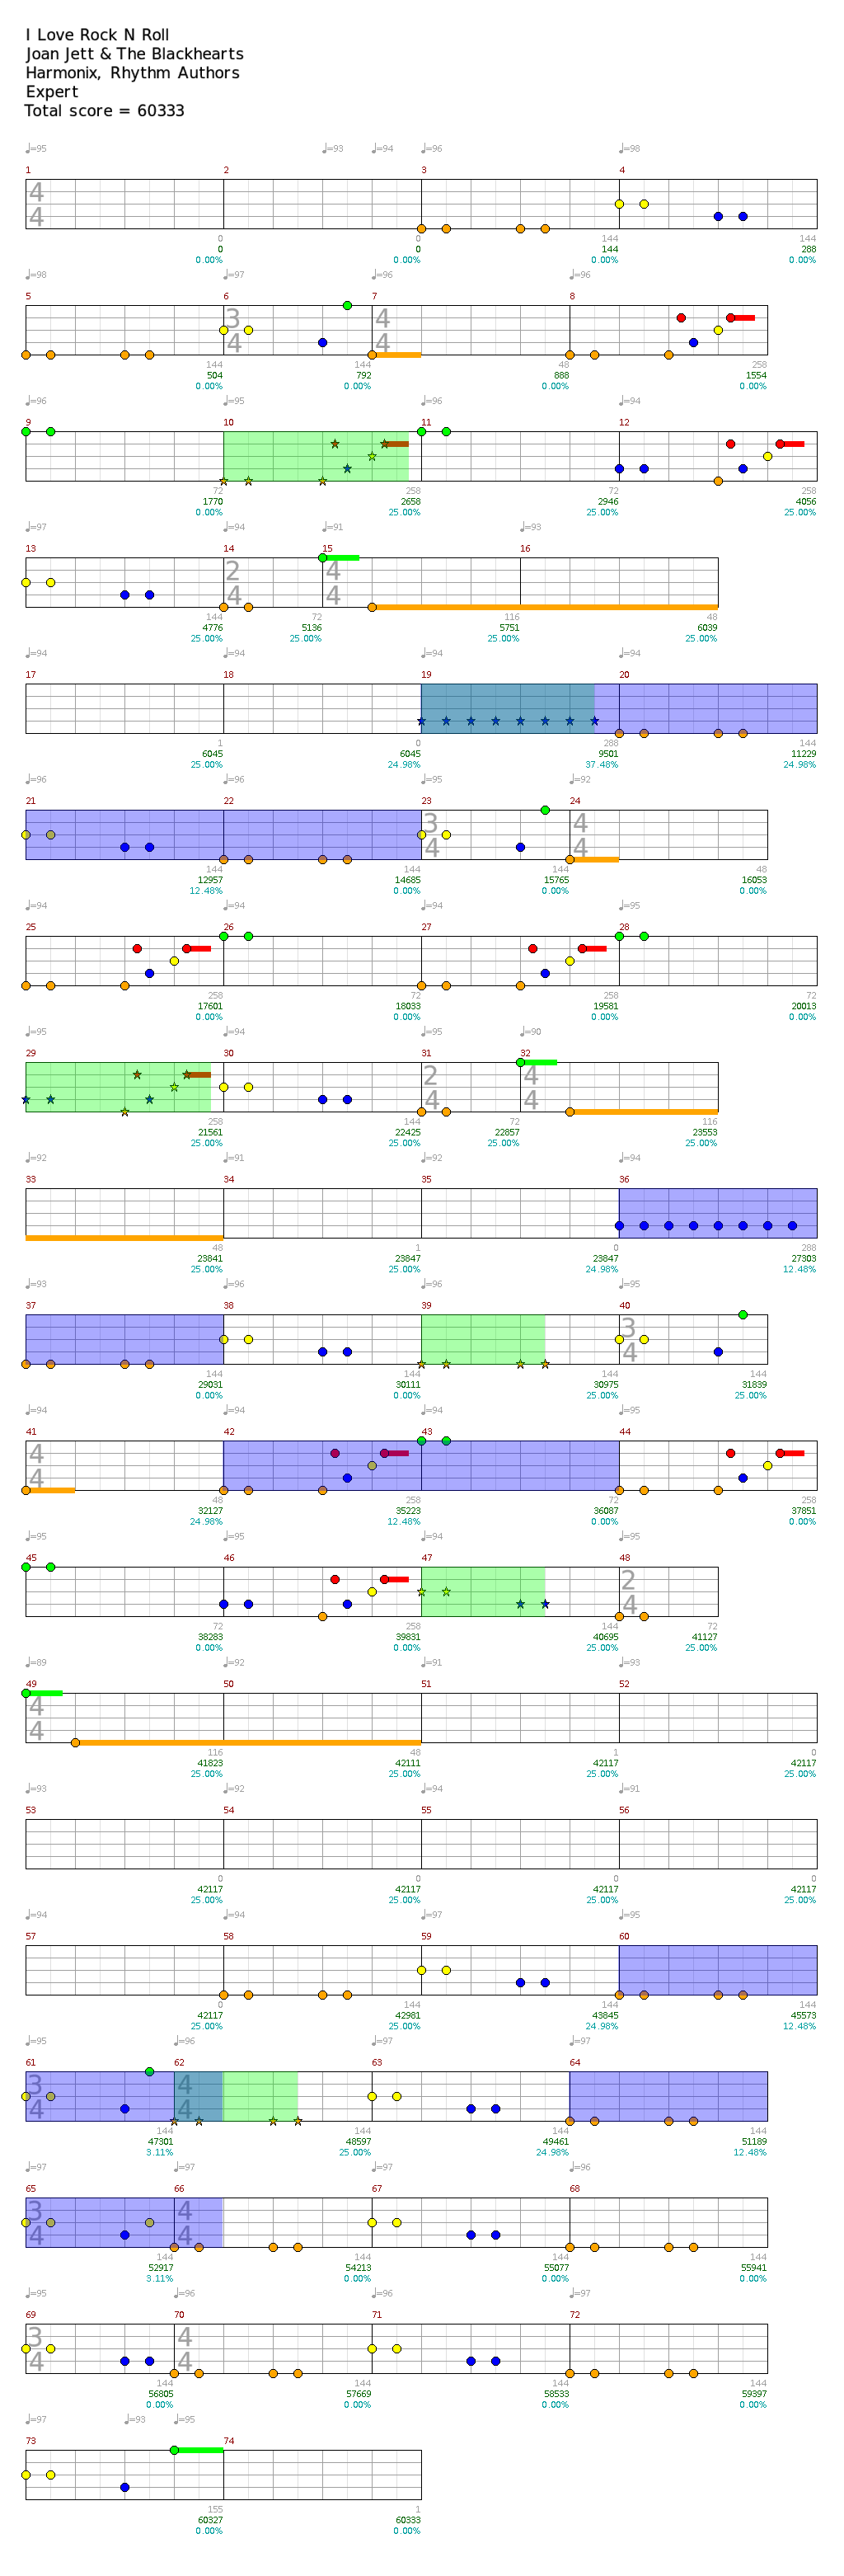 I Love Rock N Roll
Joan Jett & The Blackhearts
Harmonix, Rhythm Authors
Expert
Total score = 60333
♩=95 ♩=93 ♩=94 ♩=96 ♩=98
1 2 3 4
4
4
0 0 144 144
0 0 144 288
0.00% 0.00% 0.00% 0.00%
♩=98 ♩=97 ♩=96 ♩=96
5 6 7 8
3 4
4 4
144 144 48 258
504 792 888 1554
0.00% 0.00% 0.00% 0.00%
♩=96 ♩=95 ♩=96 ♩=96
9 10 11 12
72 258 72 258
1770 2658 2946 4056
0.00% 25.00% 25.00% 25.00%
♩=97 ♩=94 ♩=91 ♩=93
13 14 15 16
2 4
4 4
144 72 116 48
4776 5136 5751 6039
25.00% 25.00% 25.00% 25.00%
♩=94 ♩=94 ♩=94 ♩=94
17 18 19 20
1 0 288 144
6045 6045 9501 11229
25.00% 24.98% 37.48% 24.98%
♩=96 ♩=96 ♩=95 ♩=92
21 22 23 24
3 4
4 4
144 144 144 48
12957 14685 15765 16053
12.48% 0.00% 0.00% 0.00%
♩=94 ♩=94 ♩=94 ♩=95
25 26 27 28
258 72 258 72
17601 18033 19581 20013
0.00% 0.00% 0.00% 0.00%
♩=95 ♩=94 ♩=95 ♩=90
29 30 31 32
2 4
4 4
258 144 72 116
21561 22425 22857 23553
25.00% 25.00% 25.00% 25.00%
♩=92 ♩=91 ♩=92 ♩=94
33 34 35 36
48 1 0 288
23841 23847 23847 27303
25.00% 25.00% 24.98% 12.48%
♩=93 ♩=96 ♩=96 ♩=95
37 38 39 40
3
4
144 144 144 144
29031 30111 30975 31839
0.00% 0.00% 25.00% 25.00%
♩=94 ♩=94 ♩=94 ♩=95
41 42 43 44
4
4
48 258 72 258
32127 35223 36087 37851
24.98% 12.48% 0.00% 0.00%
♩=95 ♩=95 ♩=94 ♩=95
45 46 47 48
2
4
72 258 144 72
38283 39831 40695 41127
0.00% 0.00% 25.00% 25.00%
♩=89 ♩=92 ♩=91 ♩=93
49 50 51 52
4
4
116 48 1 0
41823 42111 42117 42117
25.00% 25.00% 25.00% 25.00%
♩=93 ♩=92 ♩=94 ♩=91
53 54 55 56
0 0 0 0
42117 42117 42117 42117
25.00% 25.00% 25.00% 25.00%
♩=94 ♩=94 ♩=97 ♩=95
57 58 59 60
0 144 144 144
42117 42981 43845 45573
25.00% 25.00% 24.98% 12.48%
♩=95 ♩=96 ♩=97 ♩=97
61 62 63 64
3 4
4 4
144 144 144 144
47301 48597 49461 51189
3.11% 25.00% 24.98% 12.48%
♩=97 ♩=97 ♩=97 ♩=96
65 66 67 68
3 4
4 4
144 144 144 144
52917 54213 55077 55941
3.11% 0.00% 0.00% 0.00%
♩=95 ♩=96 ♩=96 ♩=97
69 70 71 72
3 4
4 4
144 144 144 144
56805 57669 58533 59397
0.00% 0.00% 0.00% 0.00%
♩=97 ♩=93 ♩=95
73 74
155 1
60327 60333
0.00% 0.00%